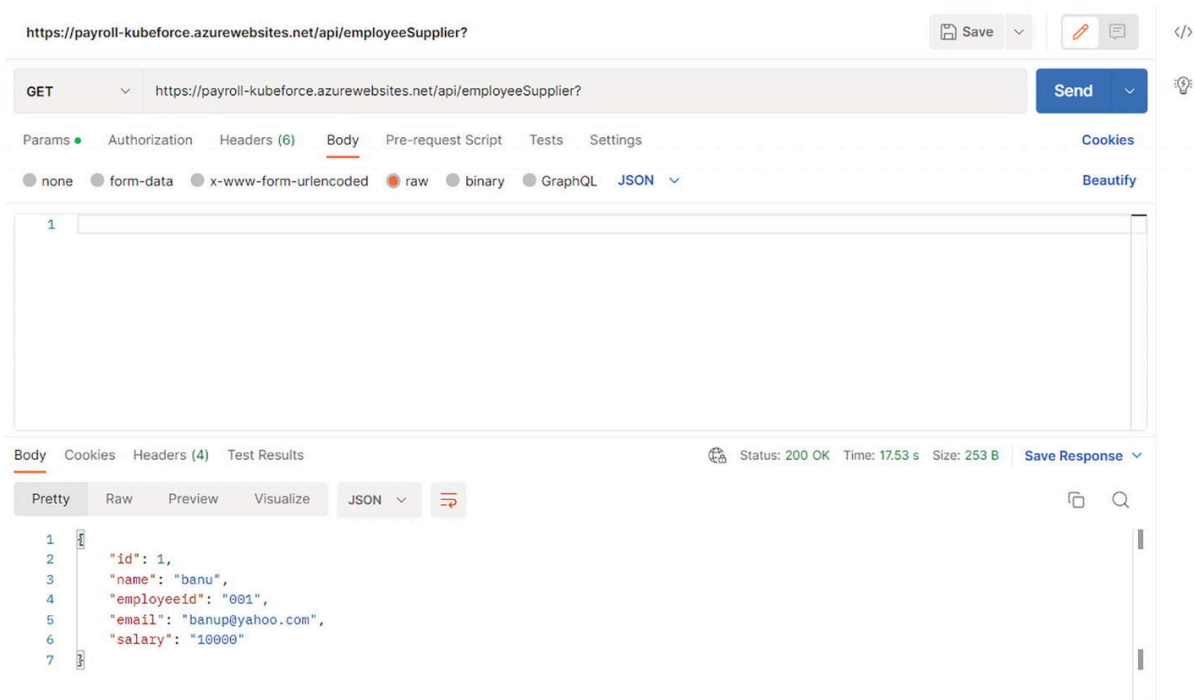 https://payroll-kubeforce.azurewebsites.net/api/employeeSupplier?
Save
GET https://payroll-kubeforce.azurewebsites.net/api/employeeSupplier? Send
Params Authorization Headers (6) Body Pre-request Script Tests Settings Cookies
none form-data x-www-form-urlencoded raw binary GraphQL JSON Beautify
1
Body Cookies Headers (4) Test Results Status: 200 OK Time: 17.53 s Size: 253 B Save Response
Pretty Raw Preview Visualize JSON
1 {
2 "id": 1,
3 "name": "banu",
4 "employeeid": "001",
5 "email": "banup@yahoo.com",
6 "salary": "10000"
7 }